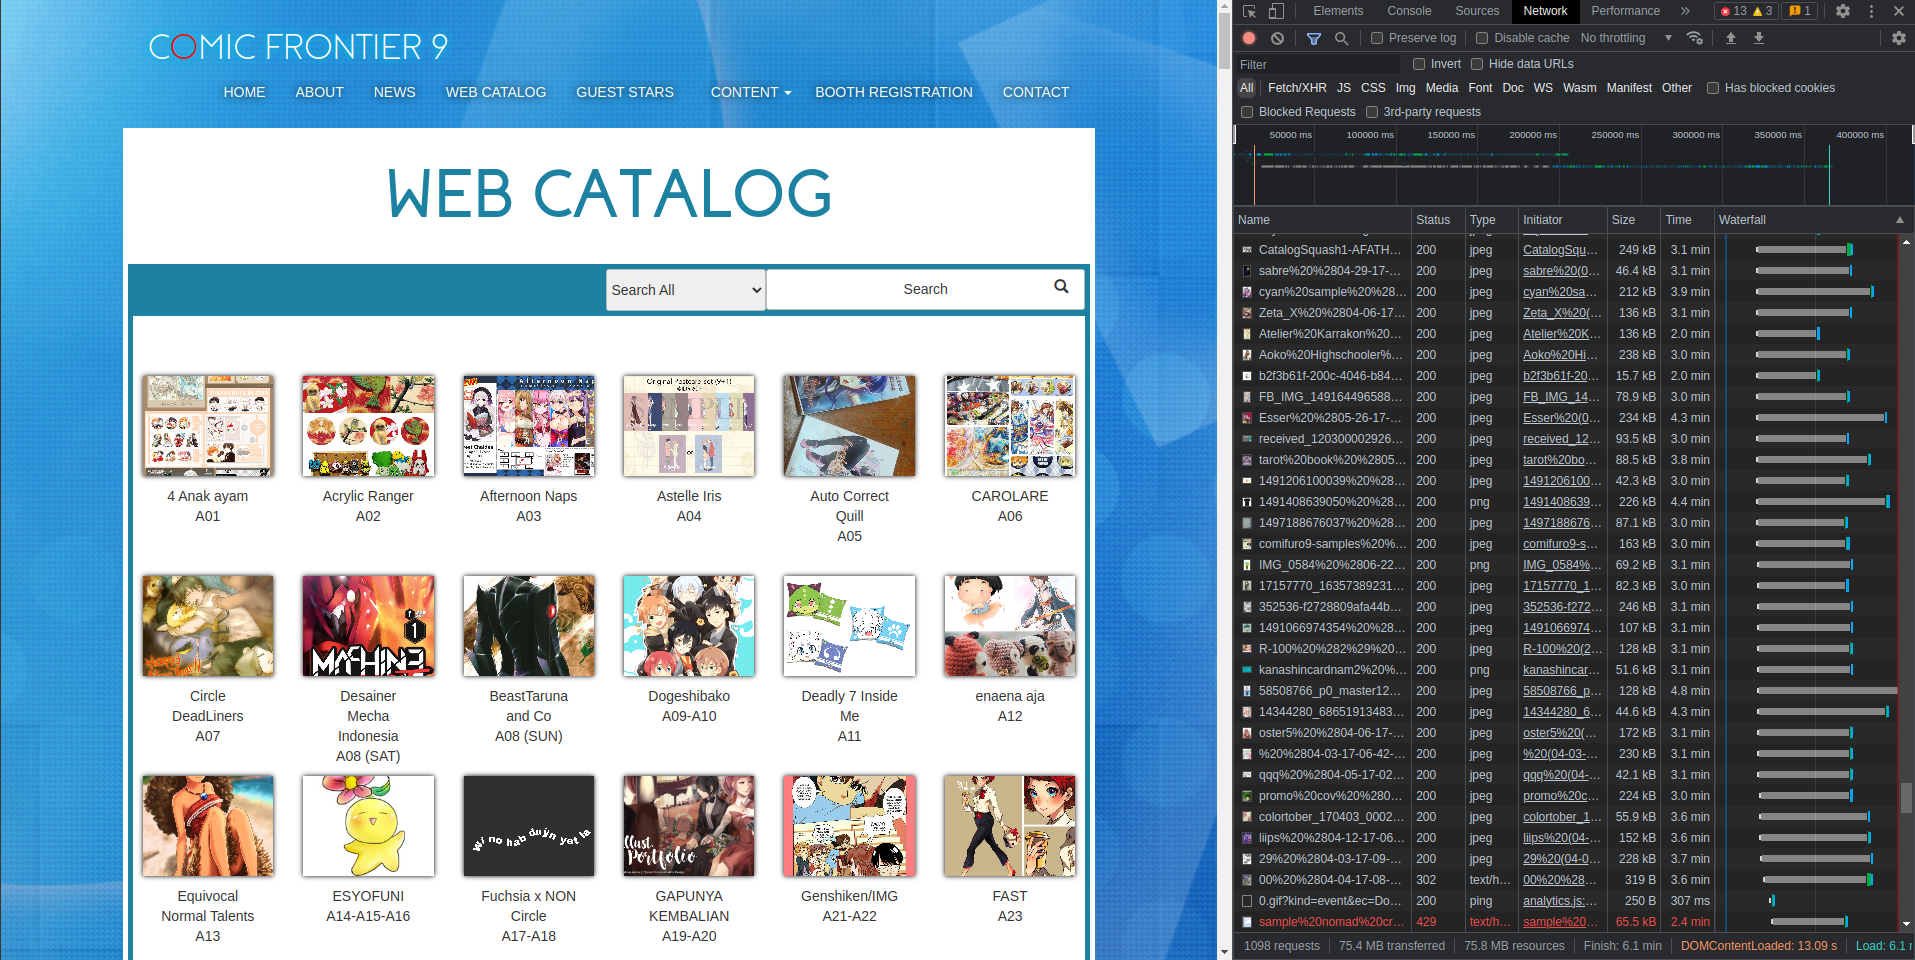 COMIC FRONTIER 9
HOME ABOUT NEWS WEB CATALOG GUEST STARS CONTENT BOOTH REGISTRATION CONTACT
WEB CATALOG
Search All Search
4 Anak ayam
A01
Acrylic Ranger
A02
Afternoon Naps
A03
Astelle Iris
A04
Auto Correct
Quill
A05
CAROLARE
A06
Circle
DeadLiners
A07
Desainer
Mecha
Indonesia
A08 (SAT)
BeastTaruna
and Co
A08 (SUN)
Dogeshibako
A09-A10
Deadly 7 Inside
Me
A11
enaena aja
A12
Equivocal
Normal Talents
A13
ESYOFUNI
A14-A15-A16
Fuchsia x NON
Circle
A17-A18
GAPUNYA
KEMBALIAN
A19-A20
Genshiken/IMG
A21-A22
FAST
A23
Elements Console Sources Network Performance » 13 3 1
Preserve log Disable cache No throttling
Filter Invert Hide data URLs
All Fetch/XHR JS CSS Img Media Font Doc WS Wasm Manifest Other Has blocked cookies
Blocked Requests 3rd-party requests
50000 ms 100000 ms 150000 ms 200000 ms 250000 ms 300000 ms 350000 ms 400000 ms
Name Status Type Initiator Size Time Waterfall
CatalogSquash1-AFATH... 200 jpeg CatalogSqu... 249 kB 3.1 min
sabre%20%2804-29-17-... 200 jpeg sabre%20(0... 46.4 kB 3.1 min
cyan%20sample%20%28... 200 jpeg cyan%20sa... 212 kB 3.9 min
Zeta_X%20%2804-06-17... 200 jpeg Zeta_X%20(... 136 kB 3.1 min
Atelier%20Karrakon%20... 200 jpeg Atelier%20K... 136 kB 2.0 min
Aoko%20Highschooler%... 200 jpeg Aoko%20Hi... 238 kB 3.0 min
b2f3b61f-200c-4046-b84... 200 jpeg b2f3b61f-20... 15.7 kB 2.0 min
FB_IMG_149164496588... 200 jpeg FB_IMG_14... 78.9 kB 3.0 min
Esser%20%2805-26-17-... 200 jpeg Esser%20(0... 234 kB 4.3 min
received_120300002926... 200 jpeg received_12... 93.5 kB 3.0 min
tarot%20book%20%2805... 200 jpeg tarot%20bo... 88.5 kB 3.8 min
1491206100039%20%28... 200 jpeg 1491206100... 42.3 kB 3.0 min
1491408639050%20%28... 200 png 1491408639... 226 kB 4.4 min
1497188676037%20%28... 200 jpeg 1497188676... 87.1 kB 3.0 min
comifuro9-samples%20%... 200 jpeg comifuro9-s... 163 kB 3.0 min
IMG_0584%20%2806-22... 200 png IMG_0584%... 69.2 kB 3.1 min
17157770_16357389231... 200 jpeg 17157770_1... 82.3 kB 3.0 min
352536-f2728809afa44b... 200 jpeg 352536-f272... 246 kB 3.1 min
1491066974354%20%28... 200 jpeg 1491066974... 107 kB 3.1 min
R-100%20%282%29%20... 200 jpeg R-100%20(2... 128 kB 3.1 min
kanashincardnam2%20%... 200 png kanashincar... 51.6 kB 3.1 min
58508766_p0_master12... 200 jpeg 58508766_p... 128 kB 4.8 min
14344280_68651913483... 200 jpeg 14344280_6... 44.6 kB 4.3 min
oster5%20%2804-06-17-... 200 jpeg oster5%20(... 172 kB 3.1 min
%20%2804-03-17-06-42-... 200 jpeg %20(04-03-... 230 kB 3.1 min
qqq%20%2804-05-17-02... 200 jpeg qqq%20(04-... 42.1 kB 3.1 min
promo%20cov%20%280... 200 jpeg promo%20c... 224 kB 3.0 min
colortober_170403_0002... 200 jpeg colortober_1... 55.9 kB 3.6 min
liips%20%2804-12-17-06... 200 jpeg liips%20(04-... 152 kB 3.6 min
29%20%2804-03-17-09-... 200 jpeg 29%20(04-0... 228 kB 3.7 min
00%20%2804-04-17-08-... 302 text/h... 00%20%28... 319 B 3.6 min
0.gif?kind=event&ec=Do... 200 ping analytics.js:... 250 B 307 ms
sample%20nomad%20cr... 429 text/h... sample%20... 65.5 kB 2.4 min
1098 requests 75.4 MB transferred 75.8 MB resources Finish: 6.1 min DOMContentLoaded: 13.09 s Load: 6.1